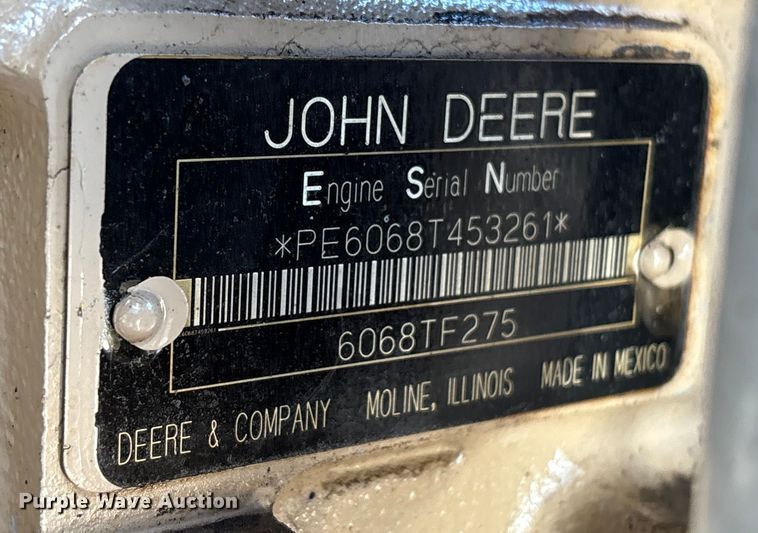 JOHN DEERE
Engine Serial Number
*PE6068T453261*
6068TF275
DEERE & COMPANY MOLINE, ILLINOIS MADE IN MEXICO
Purple Wave Auction